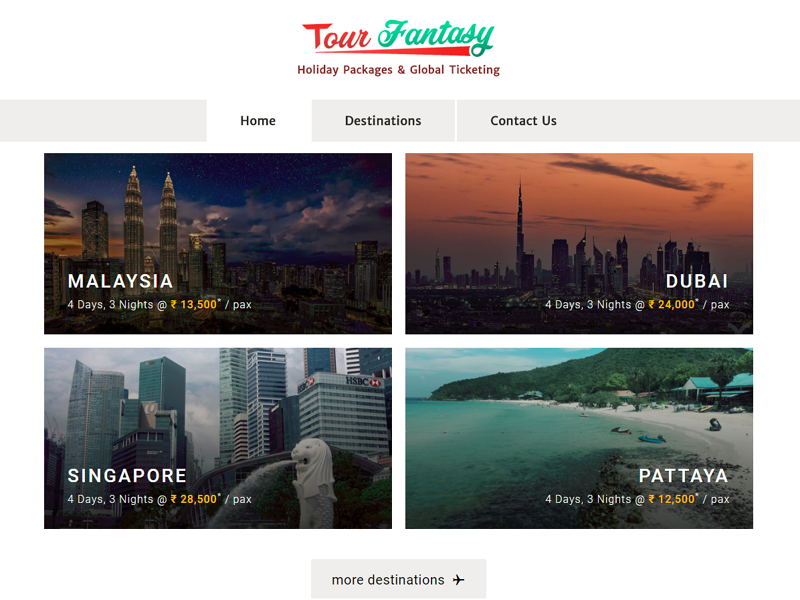 Tour Fantasy
Holiday Packages & Global Ticketing
Home Destinations Contact Us
MALAYSIA
4 Days, 3 Nights @ ₹ 13,500* / pax
DUBAI
4 Days, 3 Nights @ ₹ 24,000* / pax
HSBC
SINGAPORE
4 Days, 3 Nights @ ₹ 28,500* / pax
PATTAYA
4 Days, 3 Nights @ ₹ 12,500* / pax
more destinations